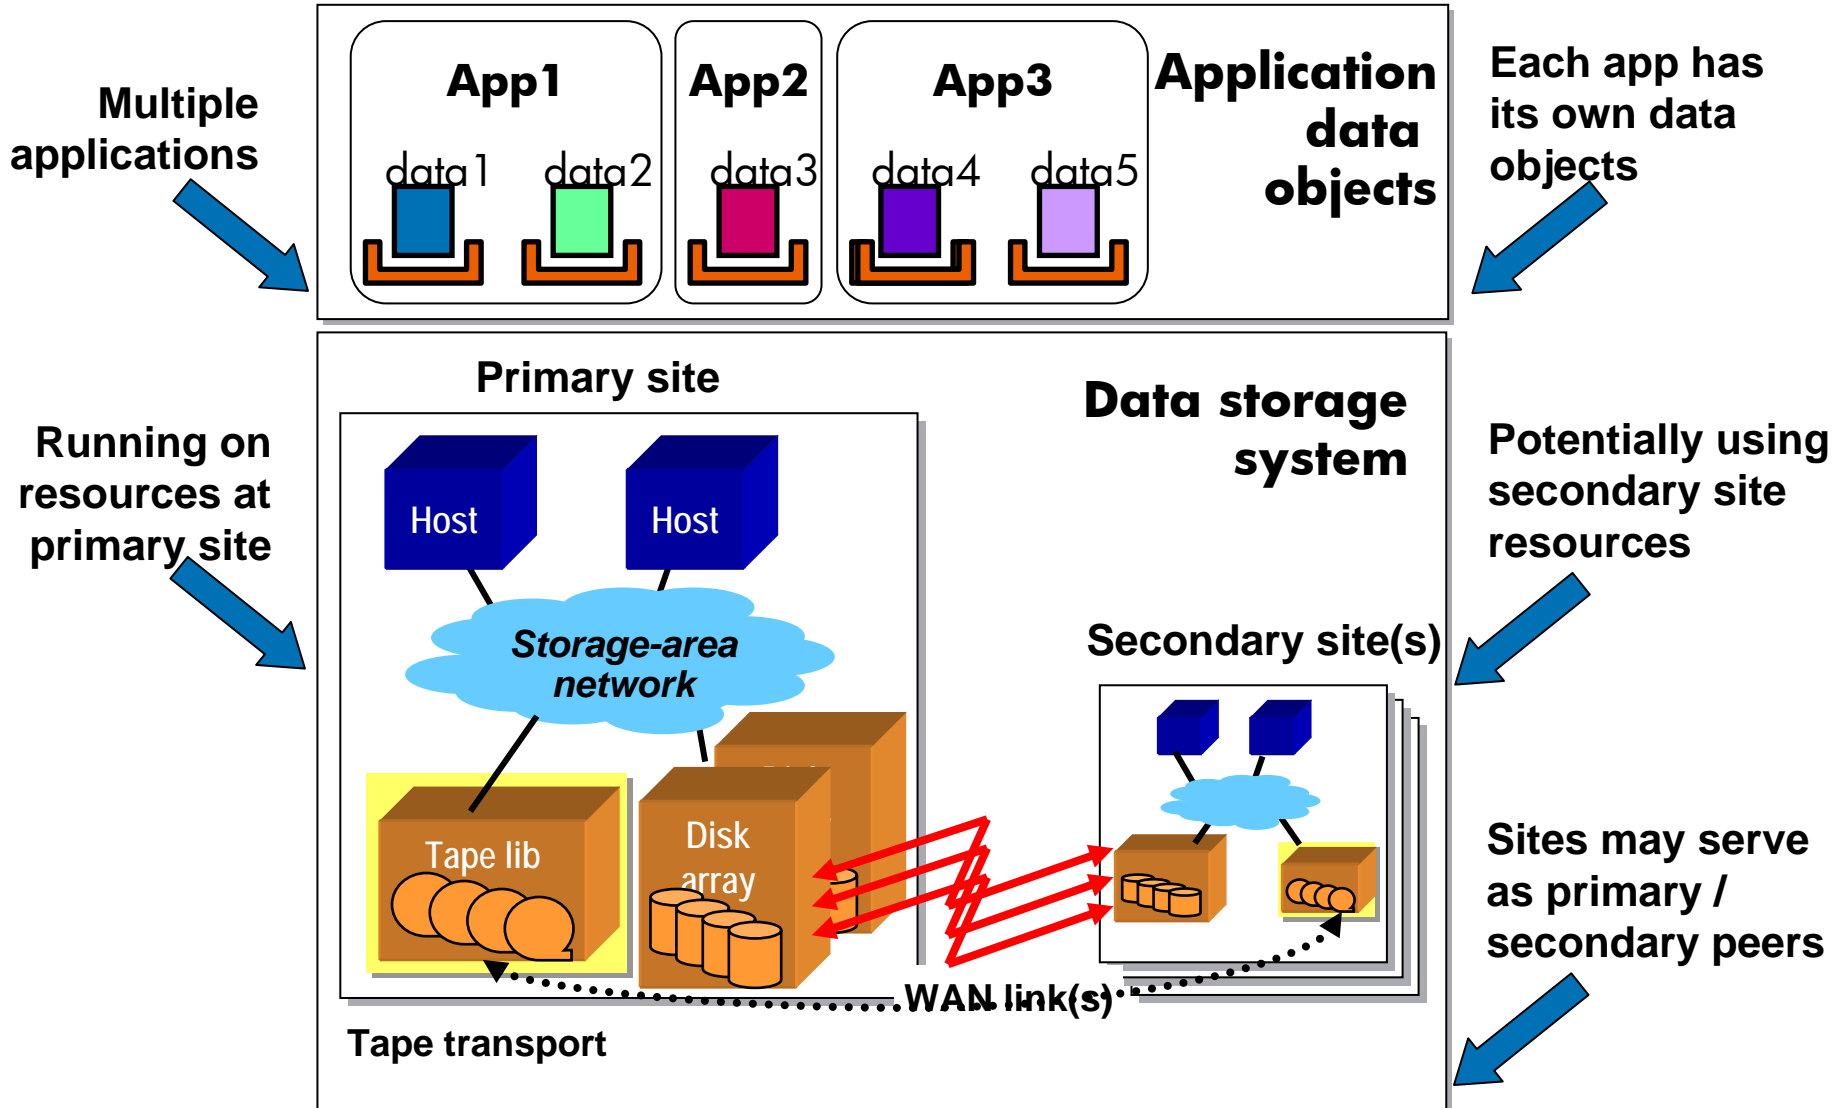 Multiple
applications
App1
App2
App3
data1
data2
data3
data4
data5
Application
data
objects
Each app has
its own data
objects
Running on
resources at
primary site
Primary site
Host
Host
Storage-area
network
Tape lib
Disk
array
Data storage
system
Potentially using
secondary site
resources
Secondary site(s)
WAN link(s)
Tape transport
Sites may serve
as primary /
secondary peers